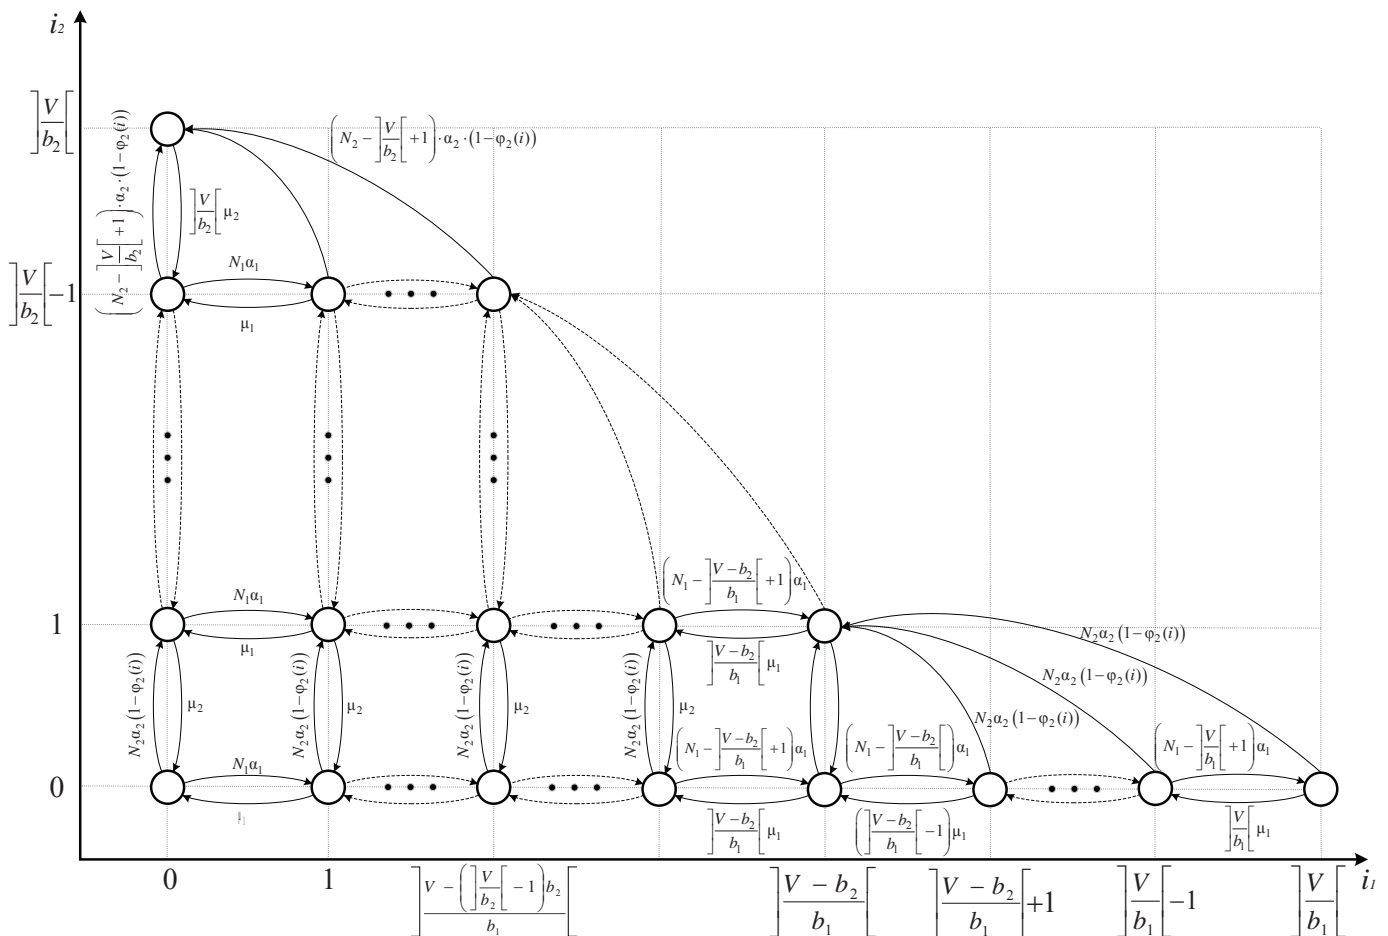 i₂
]V/b₂[
(N₂ − ]V/b₂[ +1)·α₂·(1−φ₂(i))
(N₂ − ]V/b₂[ +1)·α₂·(1−φ₂(i))
]V/b₂[ μ₂
]V/b₂[ −1
N₁α₁
μ₁
1
N₁α₁
μ₁
(N₁ − ]V−b₂/b₁[ +1)α₁
]V−b₂/b₁[ μ₁
N₂α₂(1−φ₂(i))
μ₂
N₂α₂(1−φ₂(i))
μ₂
N₂α₂(1−φ₂(i))
μ₂
N₂α₂(1−φ₂(i))
μ₂
N₂α₂(1−φ₂(i))
N₂α₂(1−φ₂(i))
N₂α₂(1−φ₂(i))
0
N₁α₁
(N₁ − ]V−b₂/b₁[ +1)α₁
]V−b₂/b₁[ μ₁
(N₁ − ]V−b₂/b₁[)α₁
(]V−b₂/b₁[ −1)μ₁
(N₁ − ]V/b₁[ +1)α₁
]V/b₁[ μ₁
0
1
]V − (]V/b₂[ −1)b₂/b₁[
]V − b₂/b₁[
]V − b₂/b₁[ +1
]V/b₁[ −1
]V/b₁[
i₁